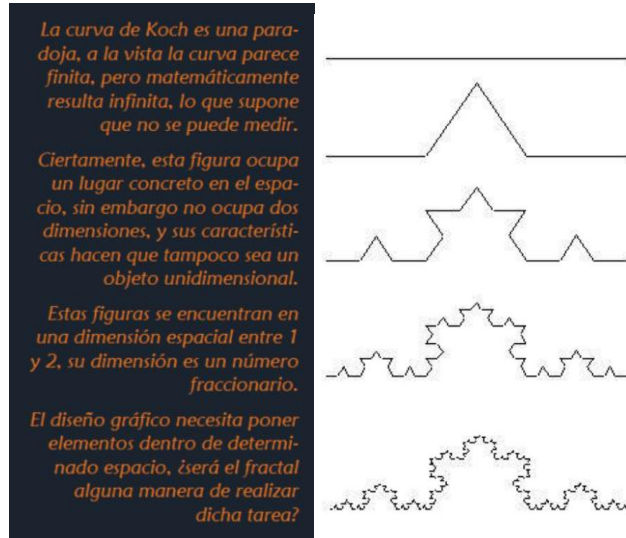 La curva de Koch es una para-
doja, a la vista la curva parece
finita, pero matemáticamente
resulta infinita, lo que supone
que no se puede medir.
Ciertamente, esta figura ocupa
un lugar concreto en el espa-
cio, sin embargo no ocupa dos
dimensiones, y sus característi-
cas hacen que tampoco sea un
objeto unidimensional.
Estas figuras se encuentran en
una dimensión espacial entre 1
y 2, su dimensión es un número
fraccionario.
El diseño gráfico necesita poner
elementos dentro de determi-
nado espacio, ¿será el fractal
alguna manera de realizar
dicha tarea?